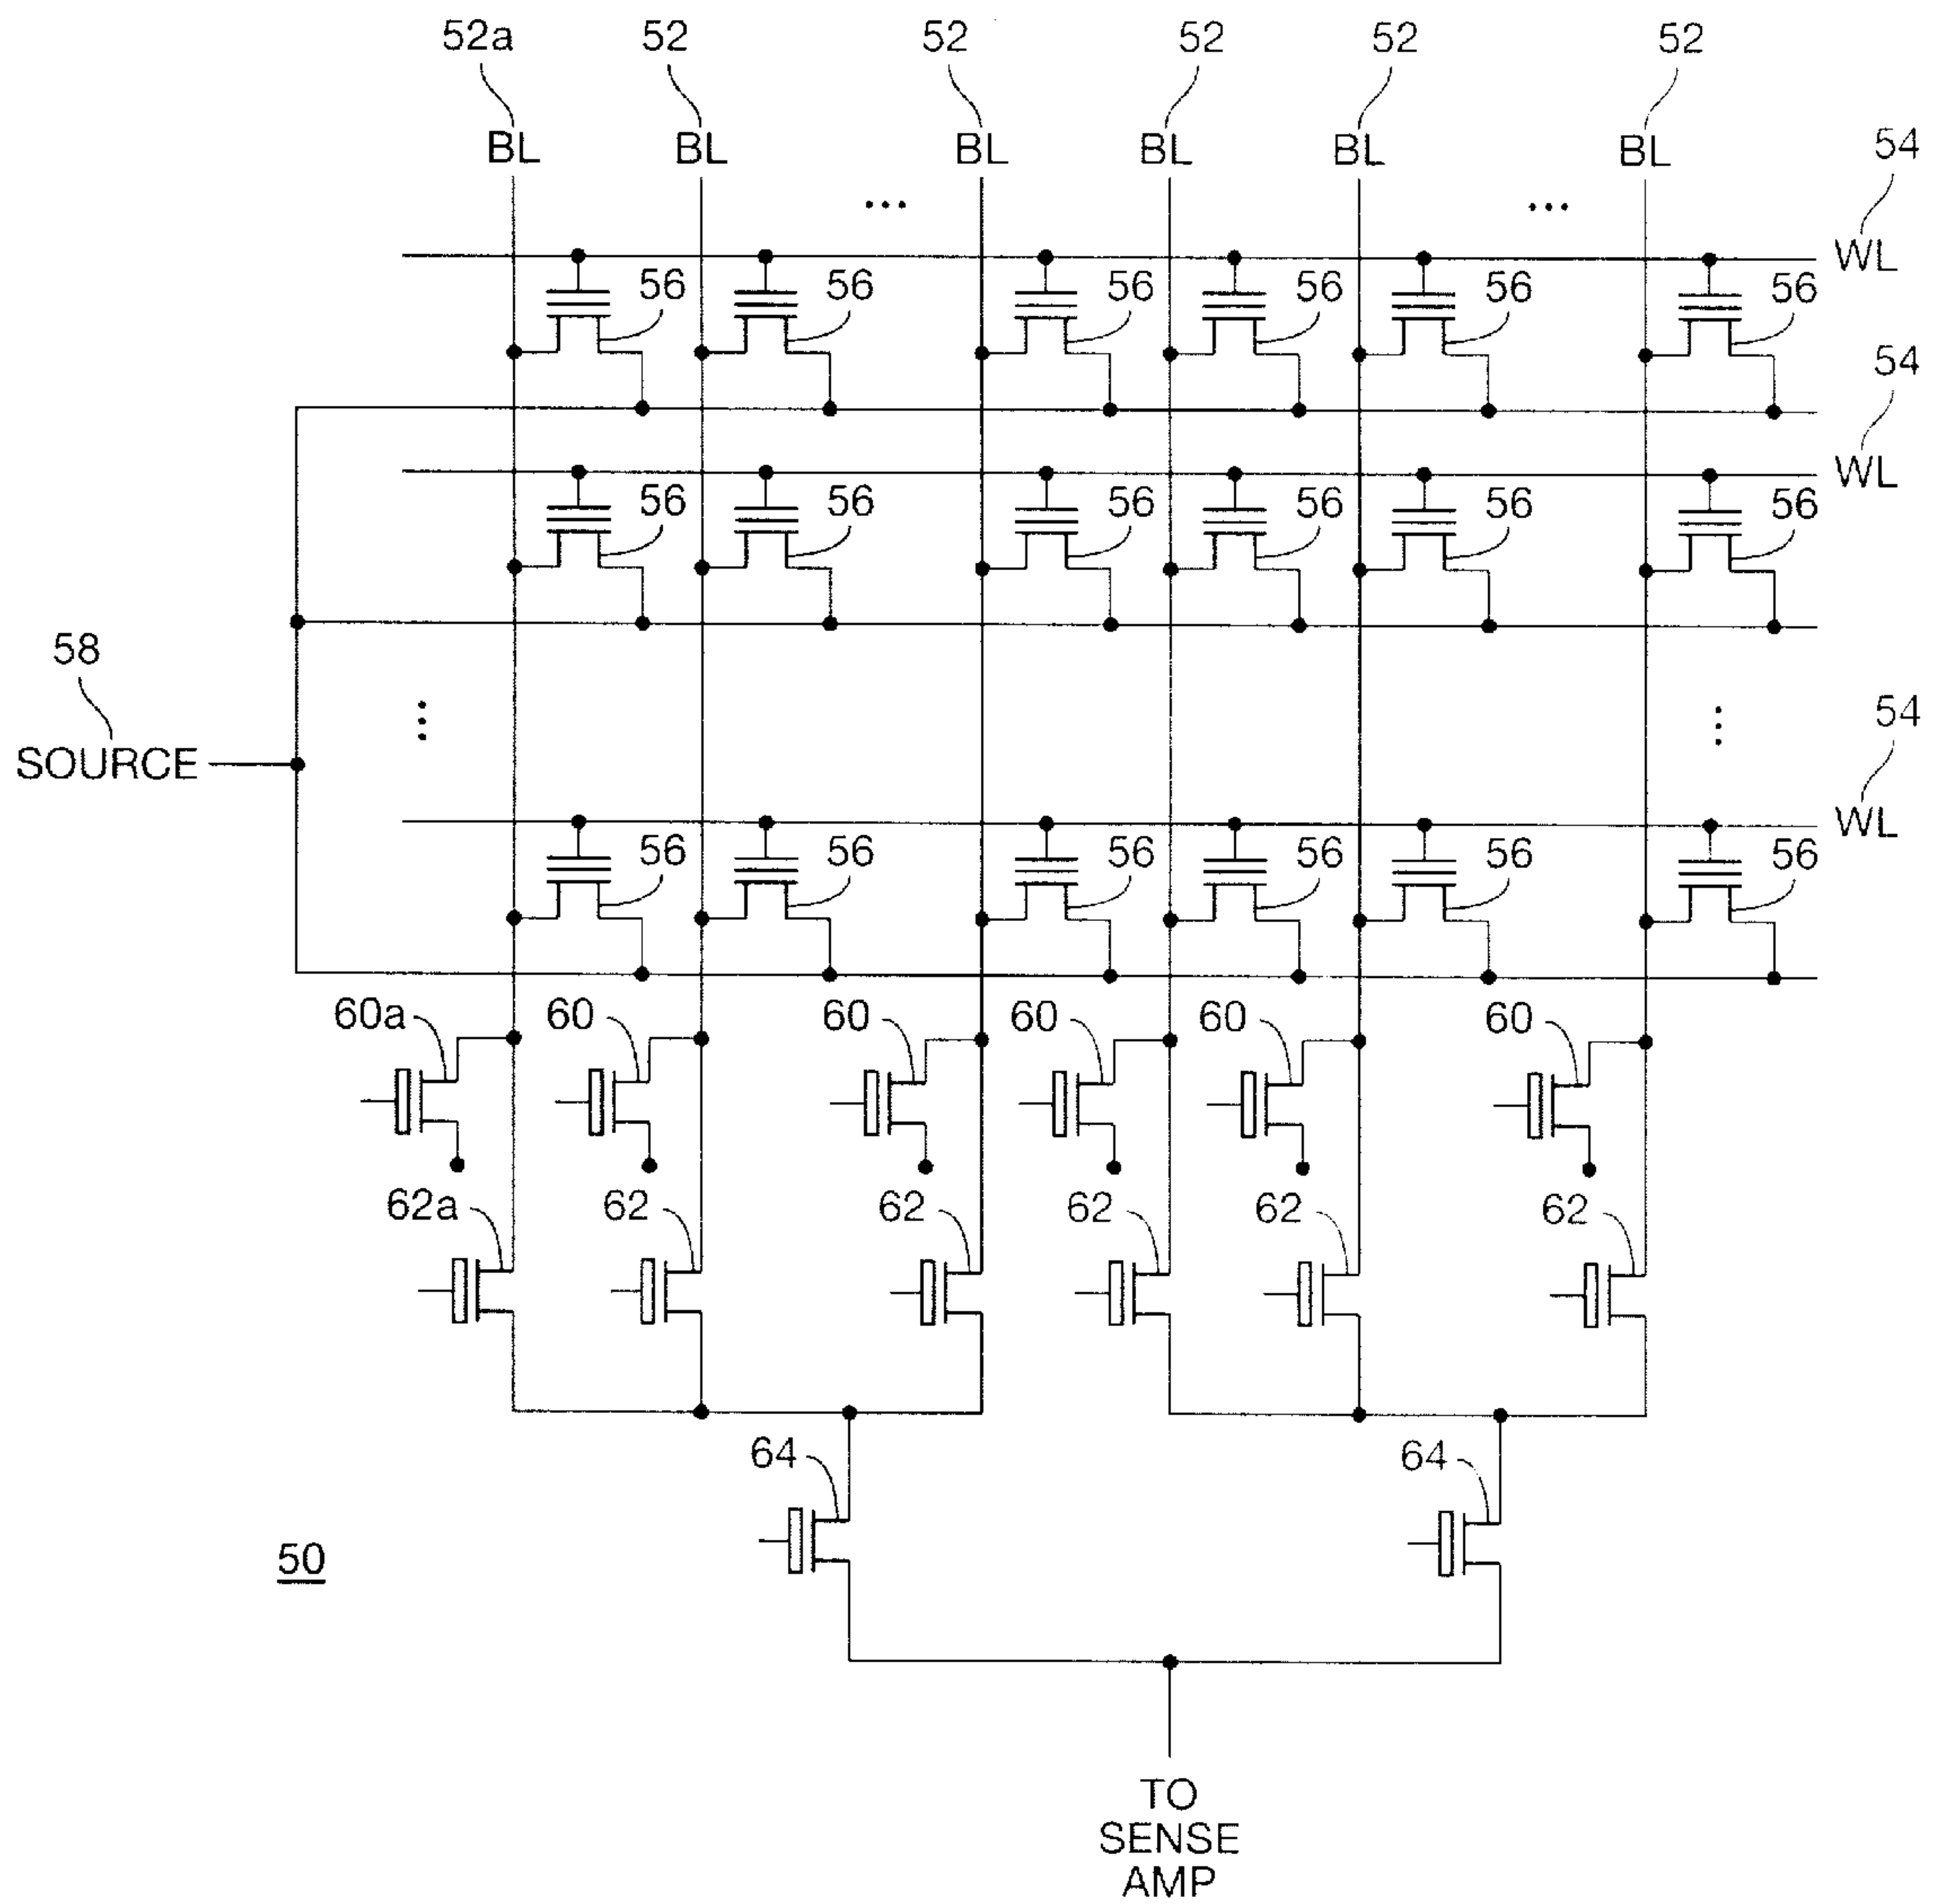 52a 52 52 52 52 52
BL BL BL BL BL BL
54
... ...
WL
56 56 56 56 56 56
54
WL
56 56 56 56 56 56
58
SOURCE
54
WL
56 56 56 56 56 56
60a 60 60 60 60 60
62a 62 62 62 62 62
64 64
50
TO
SENSE
AMP